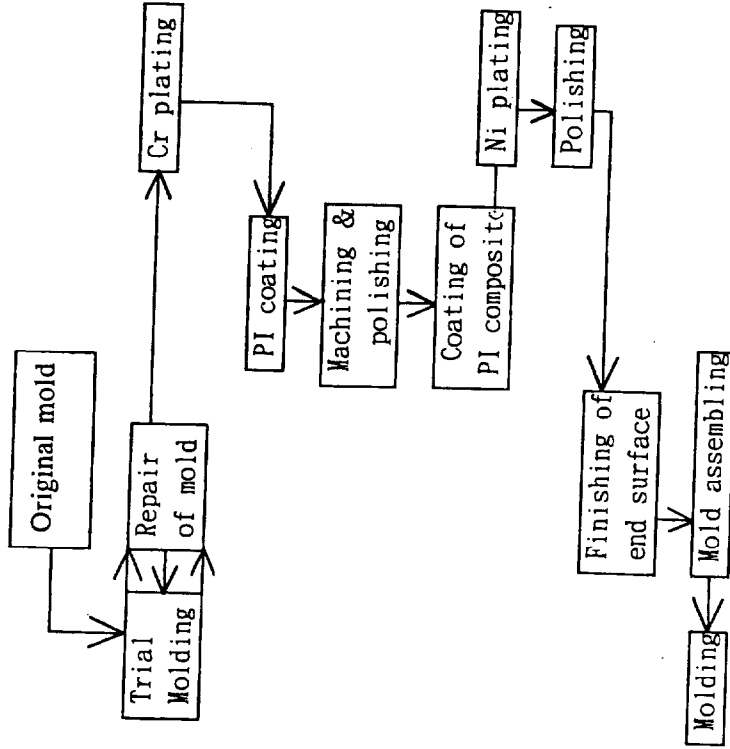 Original mold
Trial
Molding
Repair
of mold
Cr plating
PI coating
Machining &
polishing
Coating of
PI composite
Ni plating
Polishing
Finishing of
end surface
Mold assembling
Molding